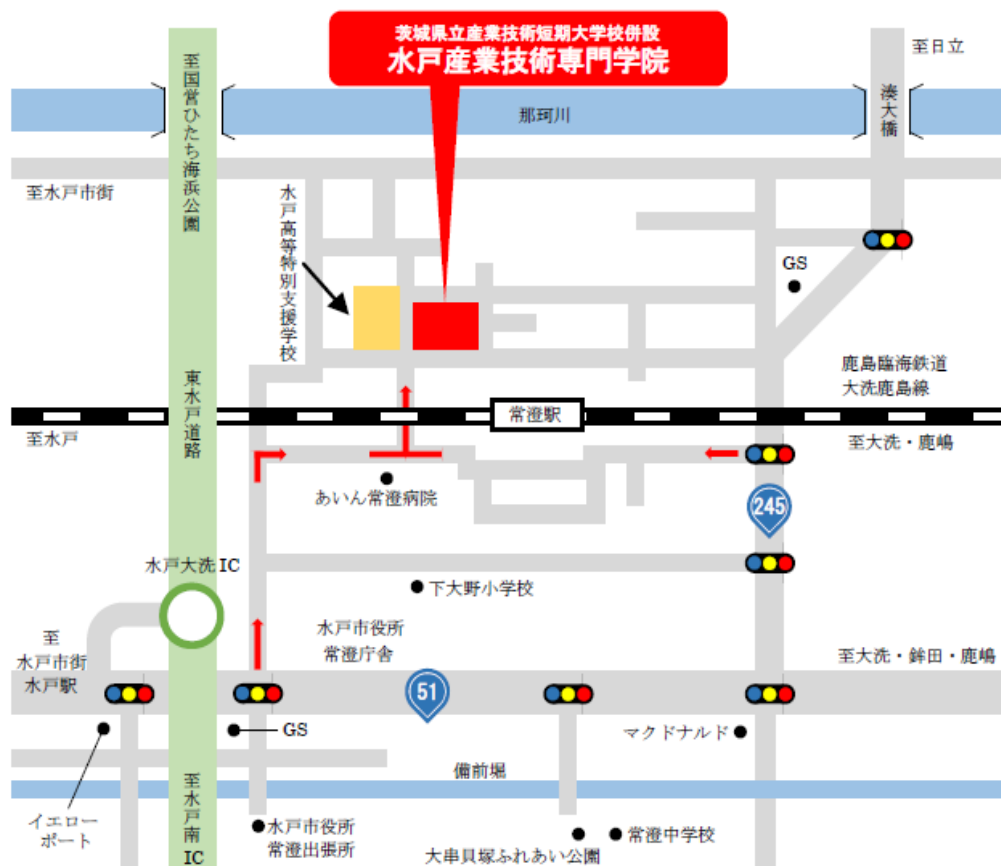 茨城県立産業技術短期大学校併設
水戸産業技術専門学院
至日立
至国営ひたち海浜公園
那珂川
湊大橋
至水戸市街
水戸高等特別支援学校
GS
東水戸道路
鹿島臨海鉄道
大洗鹿島線
常澄駅
至水戸
至大洗・鹿嶋
あいん常澄病院
245
水戸大洗 IC
下大野小学校
至
水戸市街
水戸駅
水戸市役所
常澄庁舎
至大洗・鉾田・鹿嶋
51
GS
マクドナルド
備前堀
至水戸南IC
イエロー
ポート
水戸市役所
常澄出張所
常澄中学校
大串貝塚ふれあい公園